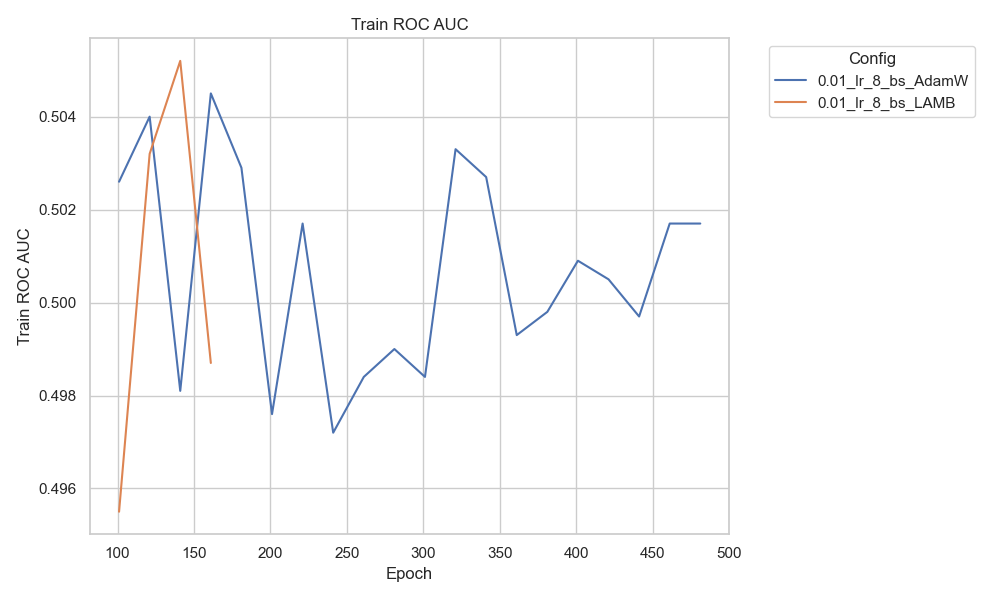 Train ROC AUC
Config
0.01_lr_8_bs_AdamW
0.01_lr_8_bs_LAMB
Train ROC AUC
0.504
0.502
0.500
0.498
0.496
100 150 200 250 300 350 400 450 500
Epoch